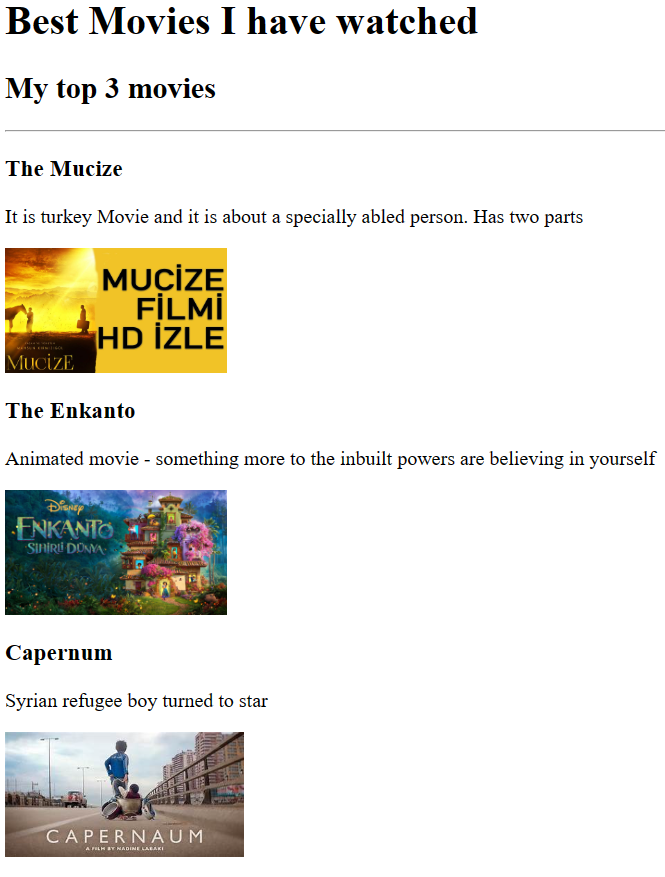 Best Movies I have watched
My top 3 movies
The Mucize
It is turkey Movie and it is about a specially abled person. Has two parts
MUCİZE
FİLMİ
HD İZLE
MUCİZE
The Enkanto
Animated movie - something more to the inbuilt powers are believing in yourself
Disney
ENKANTO
SİHİRLİ DÜNYA
Capernum
Syrian refugee boy turned to star
CAPERNAUM
A FILM BY NADINE LABAKI